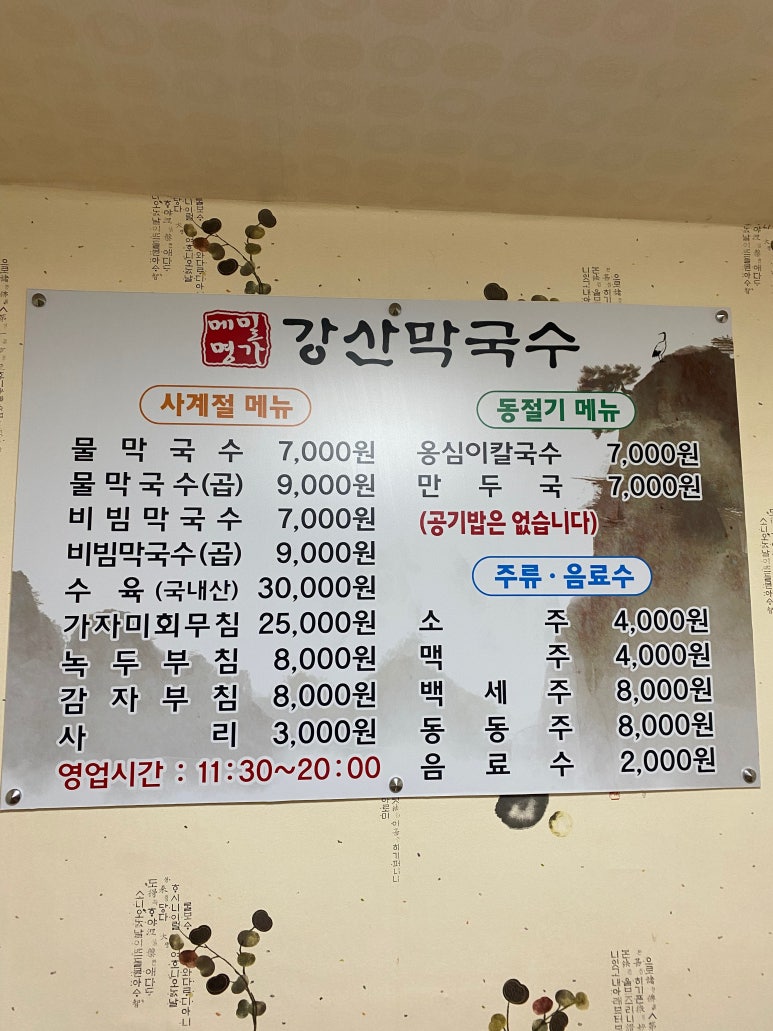 메밀명가
강산막국수
사계절 메뉴
물막국수 7,000원
물막국수(곱) 9,000원
비빔막국수 7,000원
비빔막국수(곱) 9,000원
수육 (국내산) 30,000원
가자미회무침 25,000원
녹두부침 8,000원
감자부침 8,000원
사리 3,000원
영업시간 : 11:30~20:00
동절기 메뉴
옹심이칼국수 7,000원
만두국 7,000원
(공기밥은 없습니다)
주류·음료수
소주 4,000원
맥주 4,000원
백세주 8,000원
동동주 8,000원
음료수 2,000원